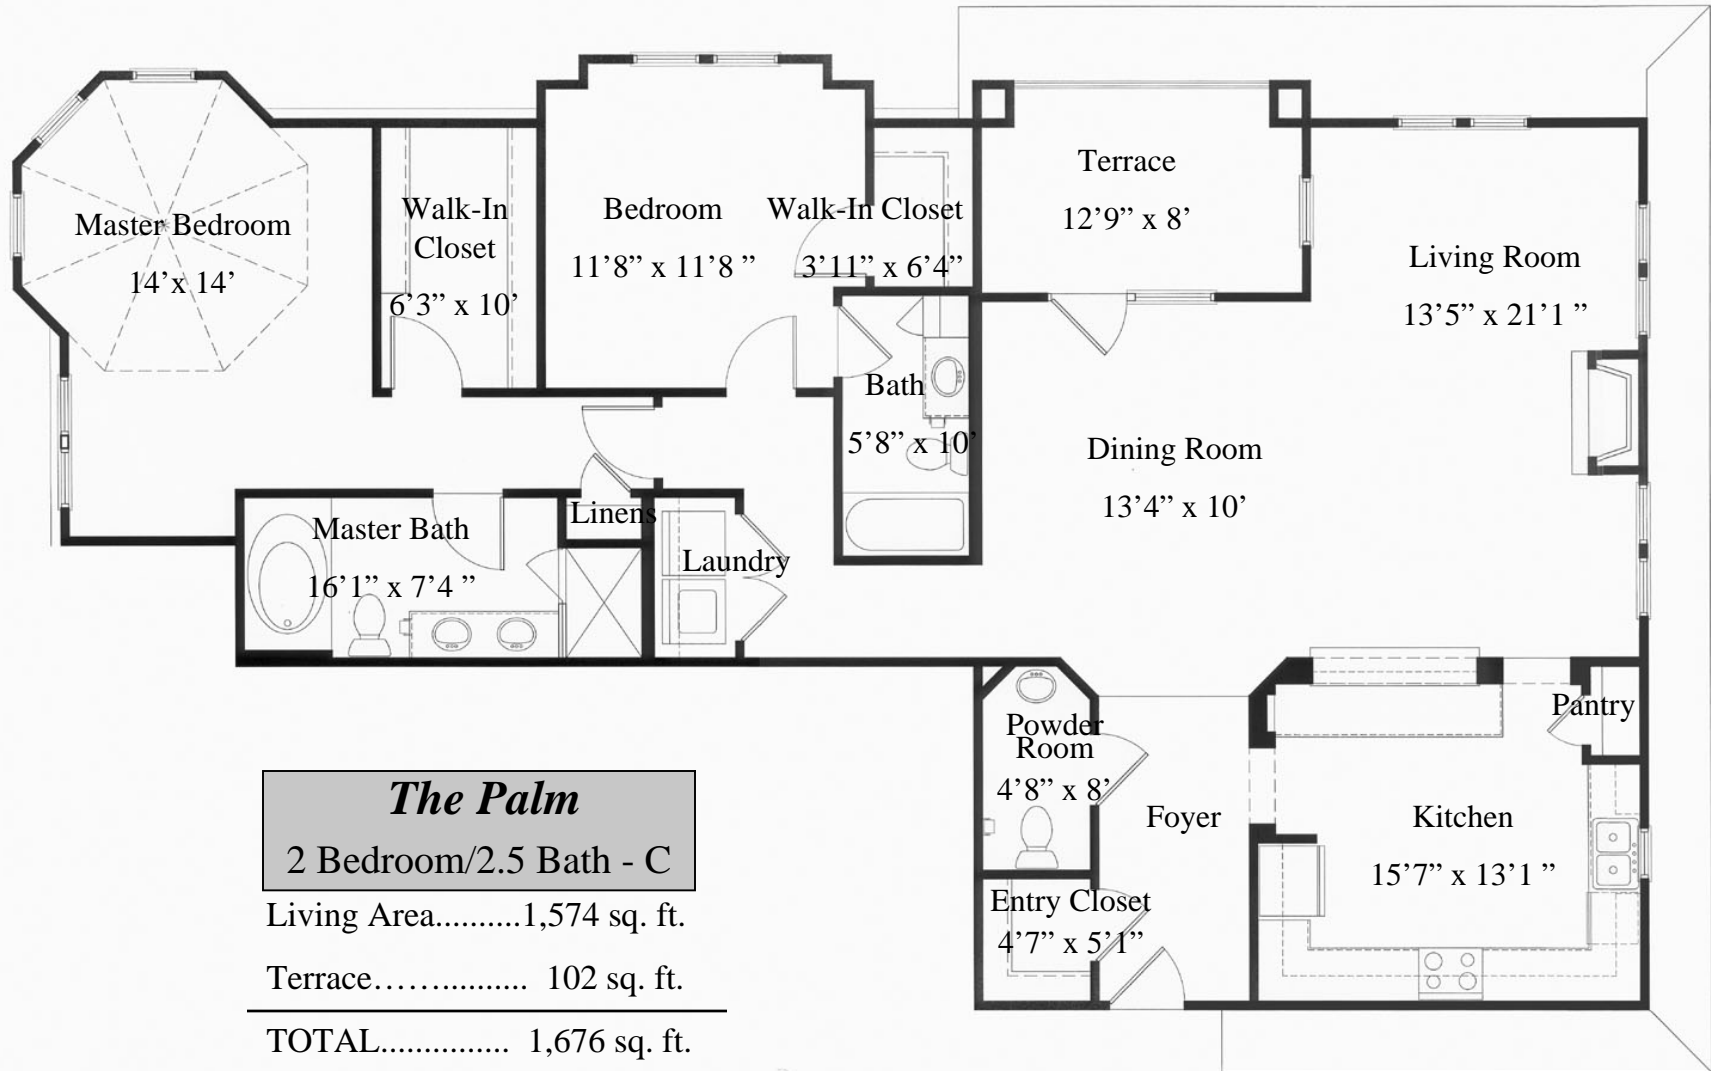 Master Bedroom
14’x 14’
Walk-In
Closet
6’3” x 10’
Bedroom
11’8” x 11’8 ”
Walk-In Closet
3’11” x 6’4”
Terrace
12’9” x 8’
Living Room
13’5” x 21’1 ”
Bath
5’8” x 10’
Dining Room
13’4” x 10’
Master Bath
16’1” x 7’4 ”
Linens
Laundry
Powder
Room
4’8” x 8’
Foyer
Pantry
Kitchen
15’7” x 13’1 ”
Entry Closet
4’7” x 5’1”
The Palm
2 Bedroom/2.5 Bath - C
Living Area..........1,574 sq. ft.
Terrace…............. 102 sq. ft.
TOTAL............... 1,676 sq. ft.